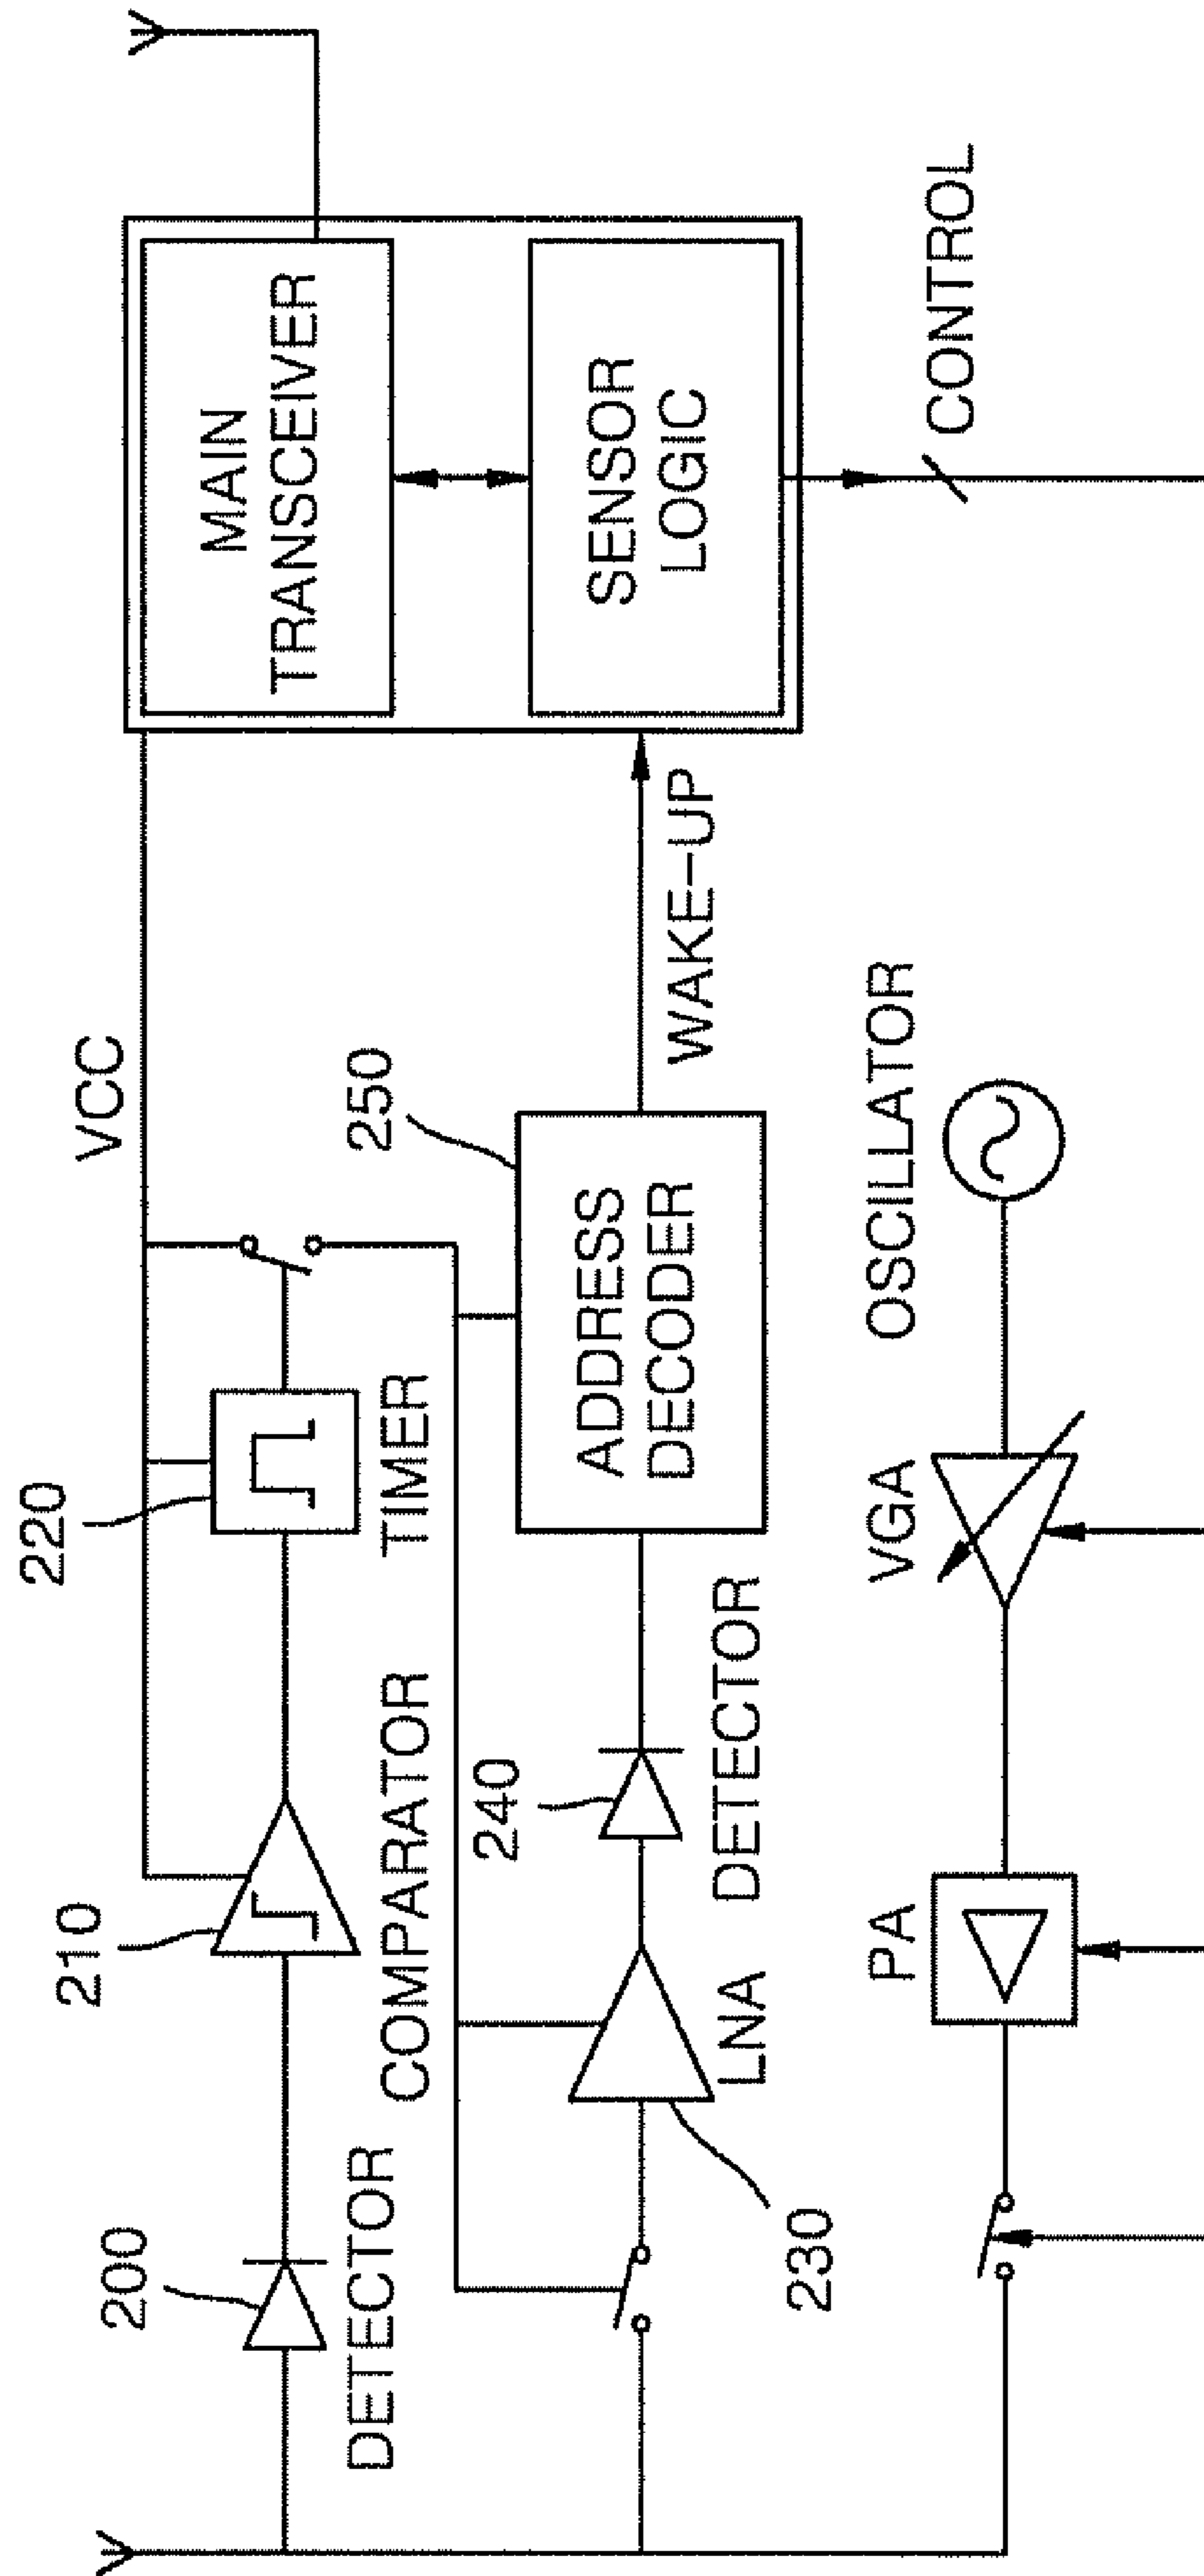 VCC
220
210
200
TIMER
COMPARATOR
DETECTOR
MAIN
TRANSCEIVER
250
ADDRESS
DECODER
WAKE-UP
SENSOR
LOGIC
240
DETECTOR
LNA
230
CONTROL
OSCILLATOR
VGA
PA